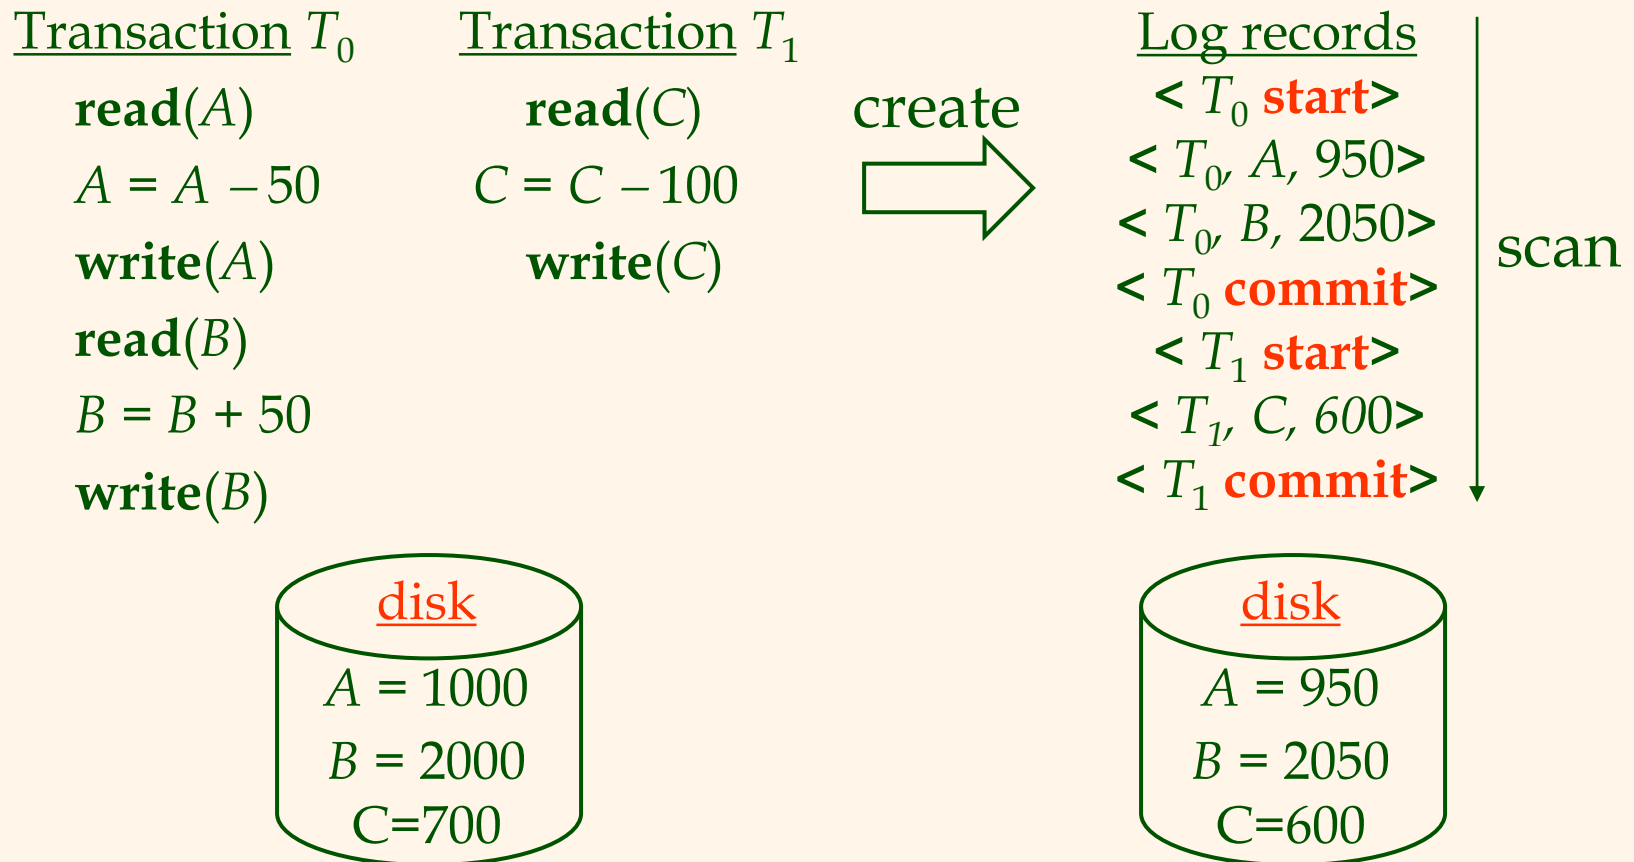 Transaction T0
read(A)
A = A – 50
write(A)
read(B)
B = B + 50
write(B)
Transaction T1
read(C)
C = C – 100
write(C)
create
Log records
< T0 start>
< T0, A, 950>
< T0, B, 2050>
< T0 commit>
< T1 start>
< T1, C, 600>
< T1 commit>
scan
disk
A = 1000
B = 2000
C=700
disk
A = 950
B = 2050
C=600